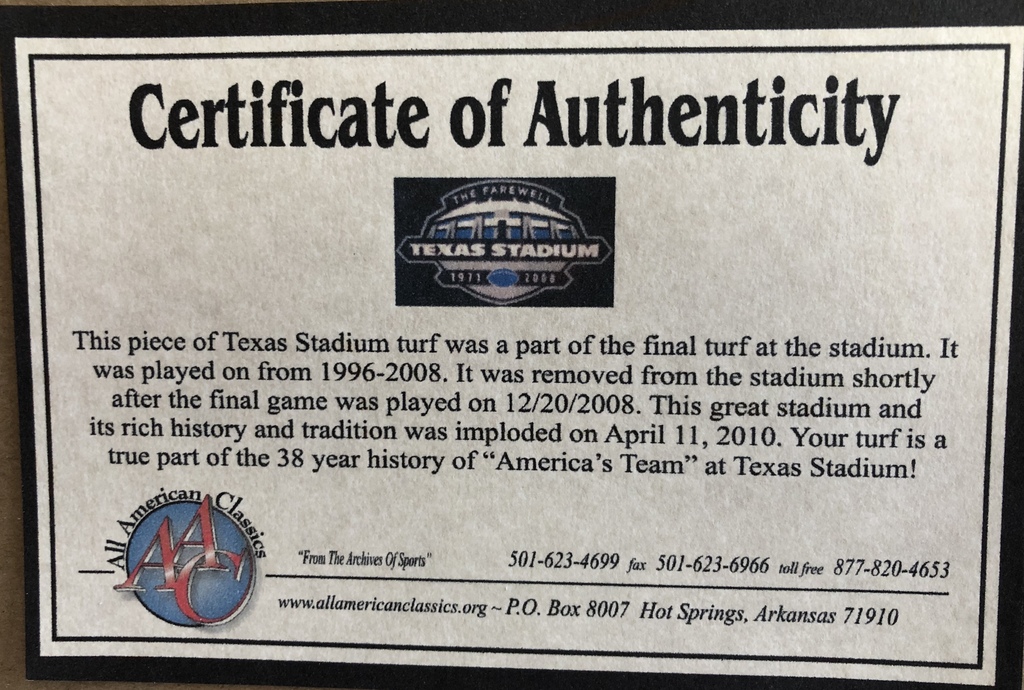 Certificate of Authenticity
THE FAREWELL
TEXAS STADIUM
1971 2008
This piece of Texas Stadium turf was a part of the final turf at the stadium. It
was played on from 1996-2008. It was removed from the stadium shortly
after the final game was played on 12/20/2008. This great stadium and
its rich history and tradition was imploded on April 11, 2010. Your turf is a
true part of the 38 year history of “America’s Team” at Texas Stadium!
All American Classics
AAC
"From The Archives Of Sports" 501-623-4699 fax 501-623-6966 toll free 877-820-4653
www.allamericanclassics.org ~ P.O. Box 8007 Hot Springs, Arkansas 71910